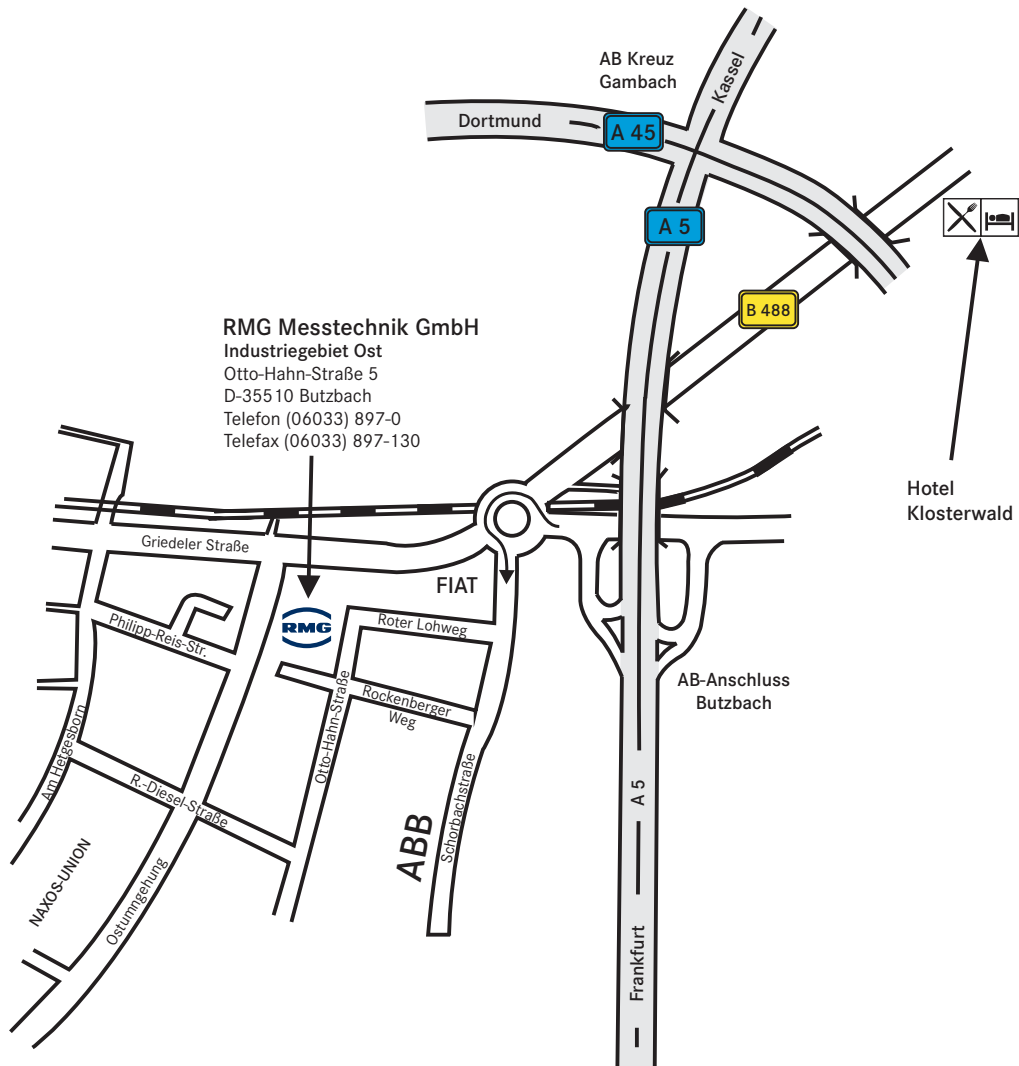 AB Kreuz
Gambach
Kassel
Dortmund
A 45
A 5
B 488
RMG Messtechnik GmbH
Industriegebiet Ost
Otto-Hahn-Straße 5
D-35510 Butzbach
Telefon (06033) 897-0
Telefax (06033) 897-130
Hotel
Klosterwald
Griedeler Straße
FIAT
RMG
Roter Lohweg
Philipp-Reis-Str.
AB-Anschluss
Butzbach
Rockenberger
Weg
Otto-Hahn-Straße
Am Hetgesborn
R.-Diesel-Straße
Schorbachstraße
ABB
A 5
NAXOS-UNION
Ostumngehung
Frankfurt